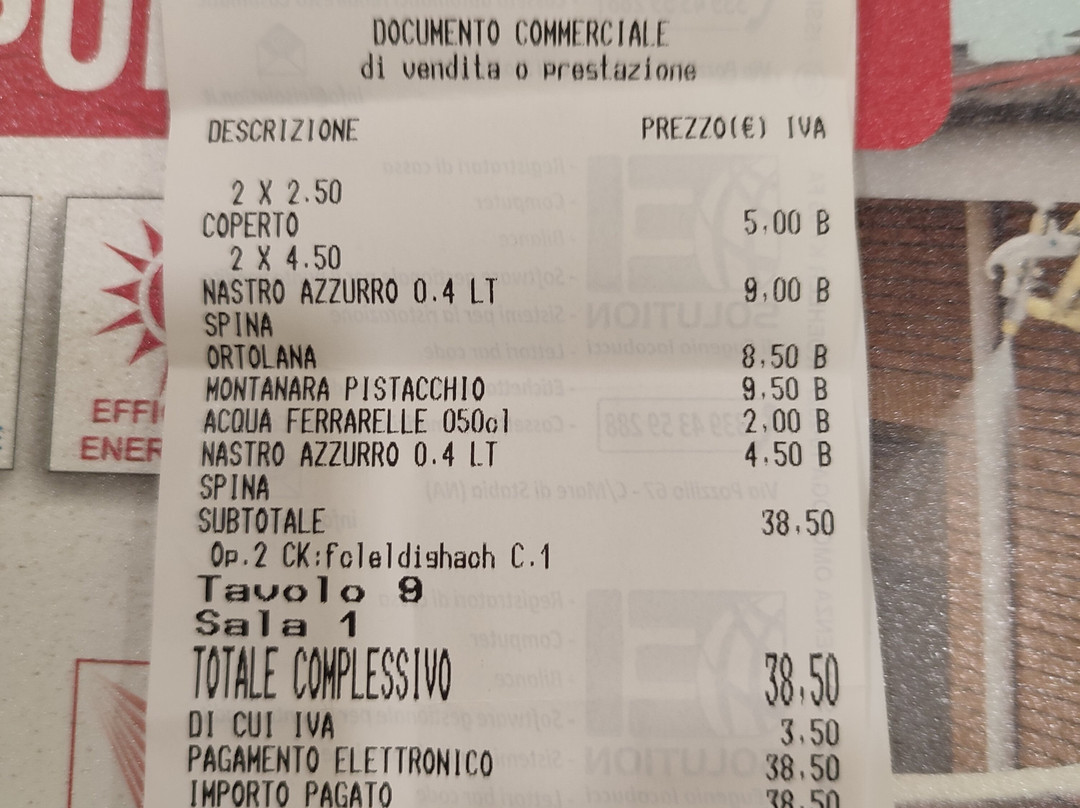 DOCUMENTO COMMERCIALE
di vendita o prestazione
DESCRIZIONE PREZZO(€) IVA
2 X 2.50
COPERTO 5,00 B
2 X 4.50
NASTRO AZZURRO 0.4 LT 9,00 B
SPINA
ORTOLANA 8,50 B
MONTANARA PISTACCHIO 9,50 B
ACQUA FERRARELLE 050cl 2,00 B
NASTRO AZZURRO 0.4 LT 4,50 B
SPINA
SUBTOTALE 38,50
Op.2 CK:fcleldighach C.1
Tavolo 9
Sala 1
TOTALE COMPLESSIVO 38,50
DI CUI IVA 3,50
PAGAMENTO ELETTRONICO 38,50
IMPORTO PAGATO 38,50